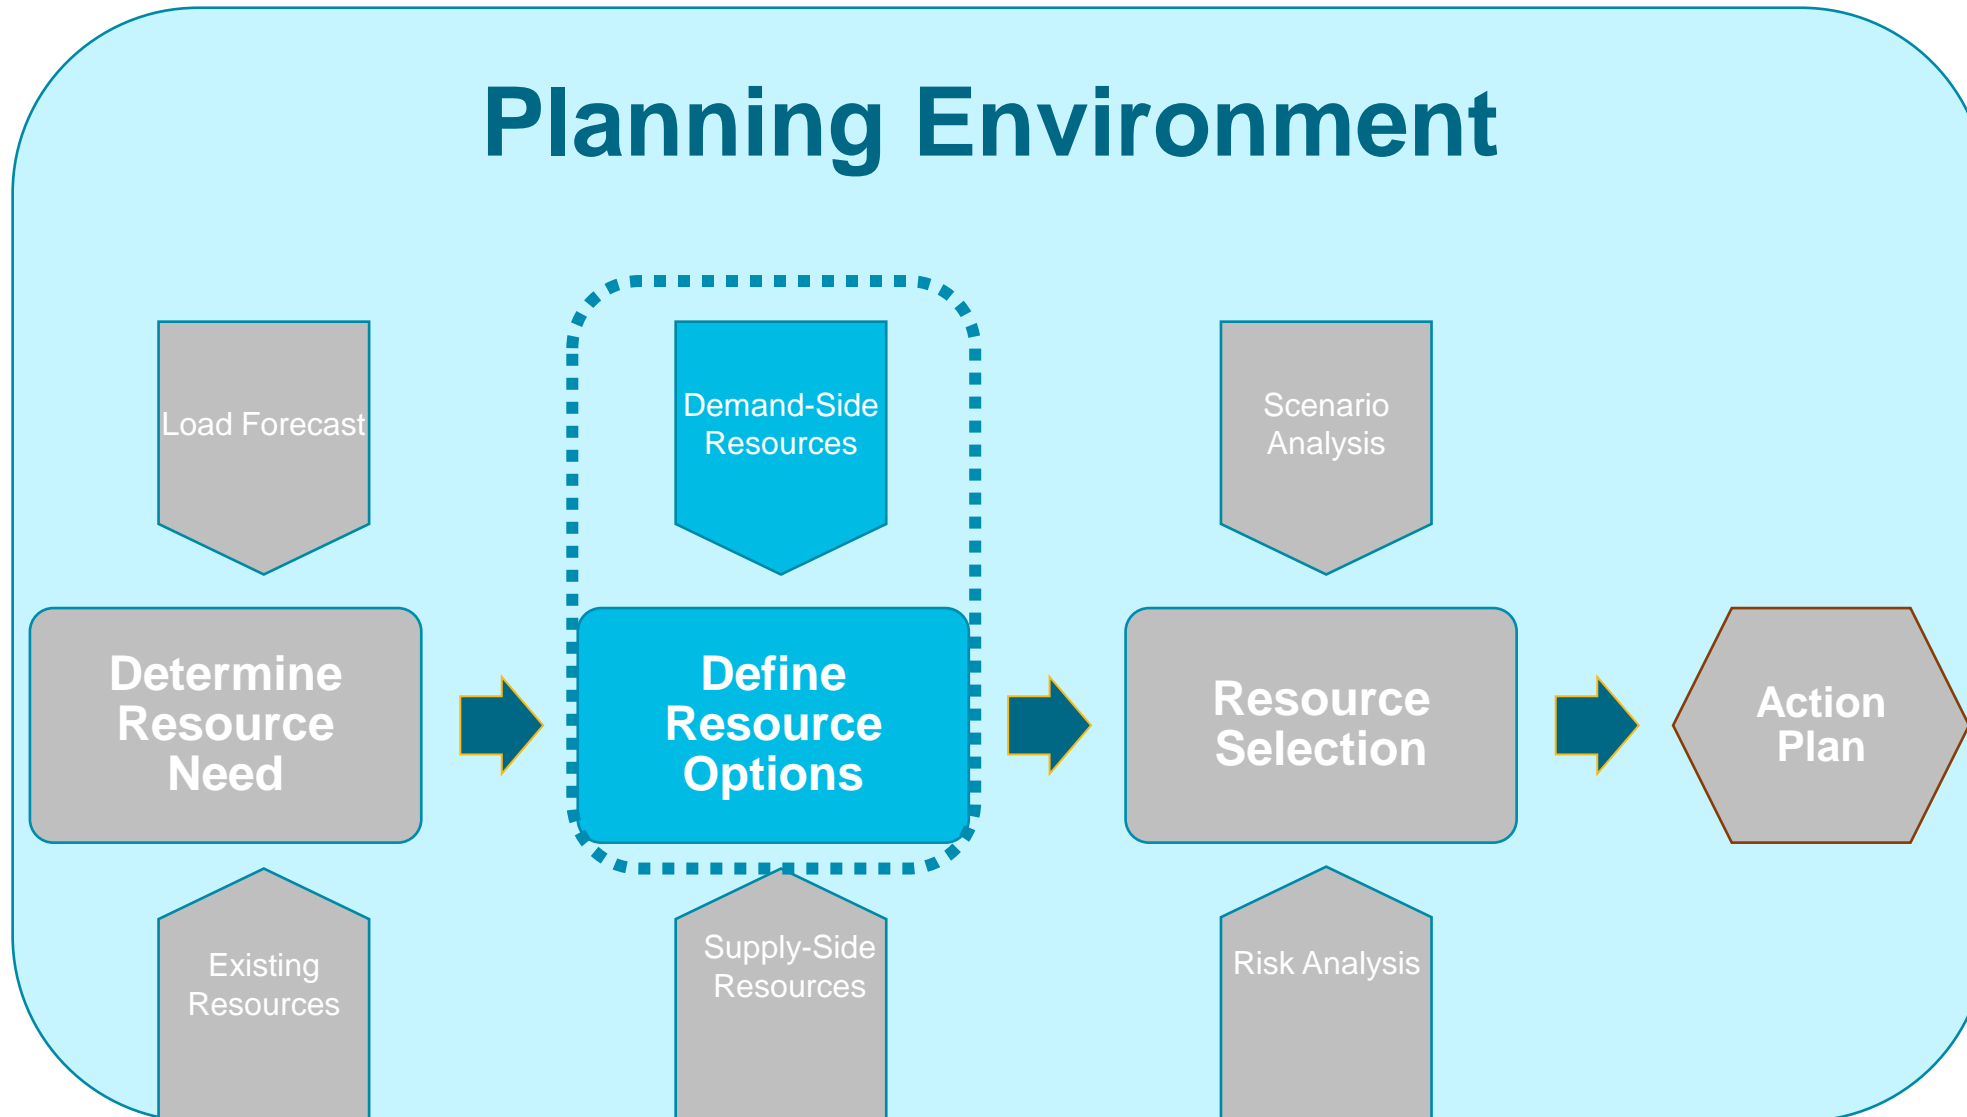 Planning Environment
Load Forecast
Demand-Side
Resources
Scenario
Analysis
Determine
Resource
Need
Define
Resource
Options
Resource
Selection
Action
Plan
Existing
Resources
Supply-Side
Resources
Risk Analysis